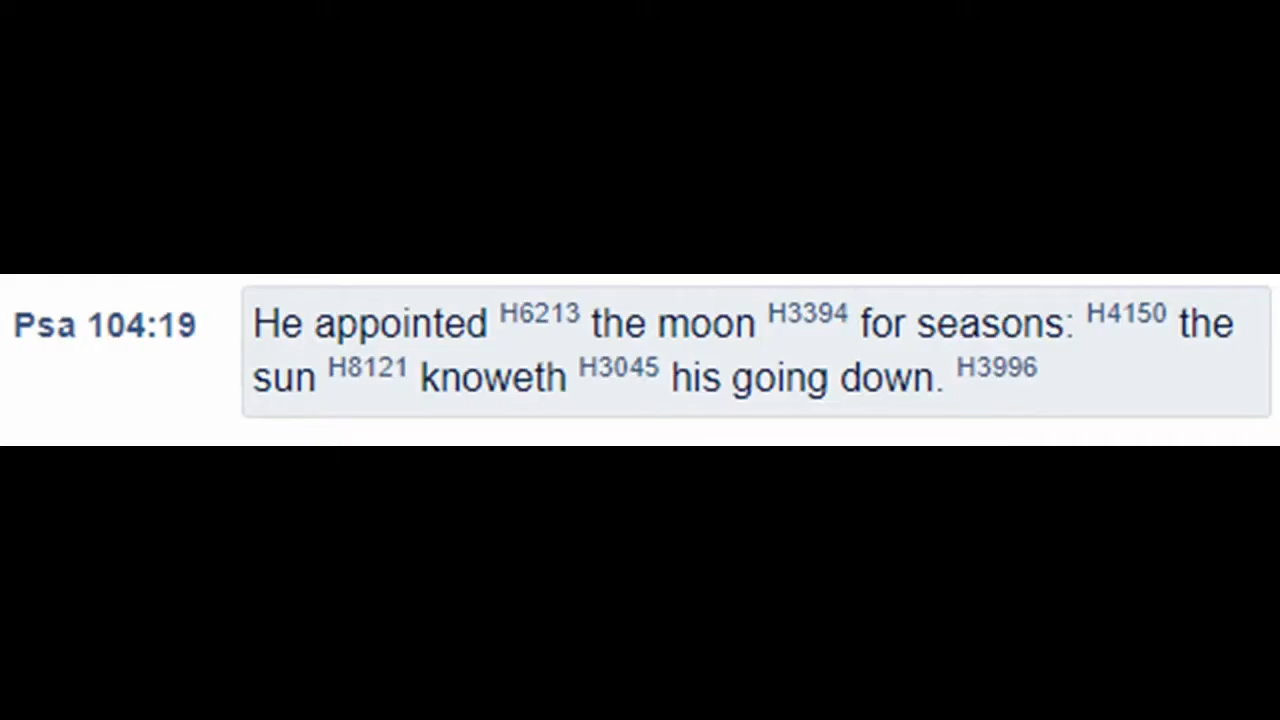 Psa 104:19
He appointed H6213 the moon H3394 for seasons: H4150 the
sun H8121 knoweth H3045 his going down. H3996